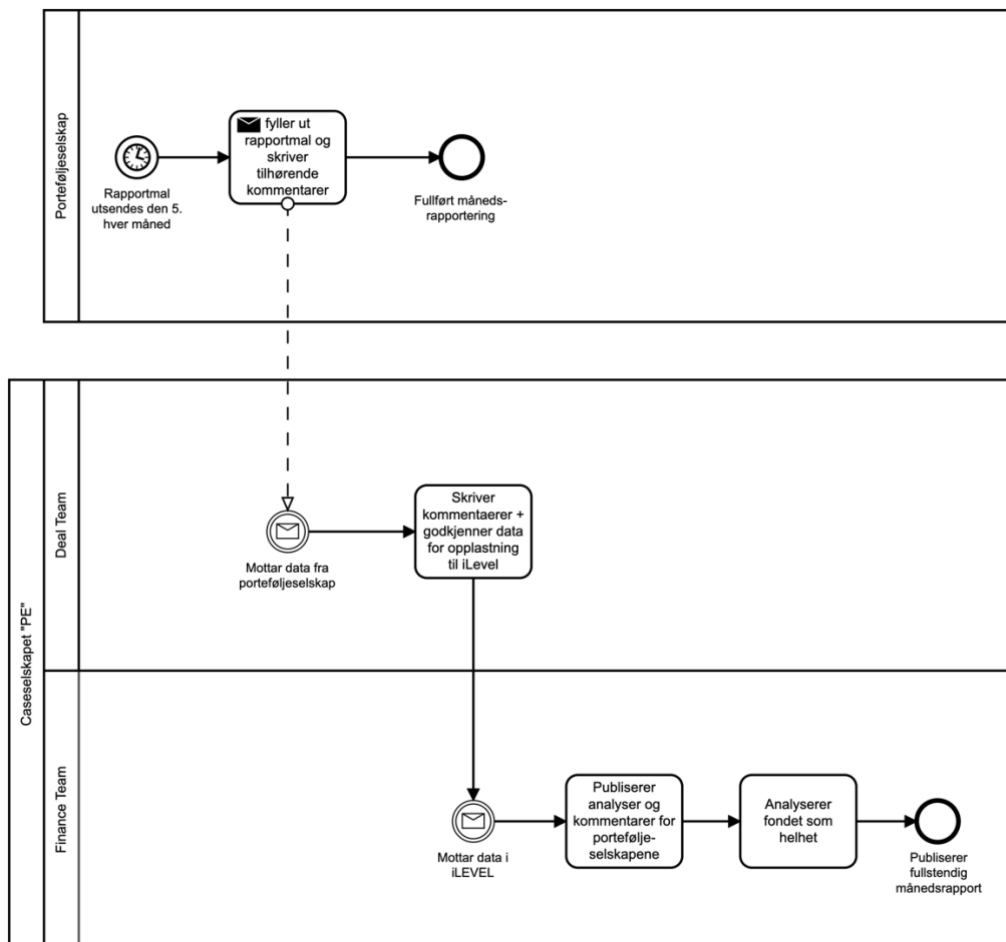 Porteføljeselskap
fyller ut
rapportmal og
skriver
tilhørende
kommentarer
Rapportmal
utsendes den 5.
hver måned
Fullført måneds-
rapportering
Caseselskapet "PE"
Deal Team
Mottar data fra
porteføljeselskap
Skriver
kommentaerer +
godkjenner data
for opplastning
til iLevel
Finance Team
Mottar data i
iLEVEL
Publiserer
analyser og
kommentarer for
portefølje-
selskapene
Analyserer
fondet som
helhet
Publiserer
fullstendig
månedsrapport